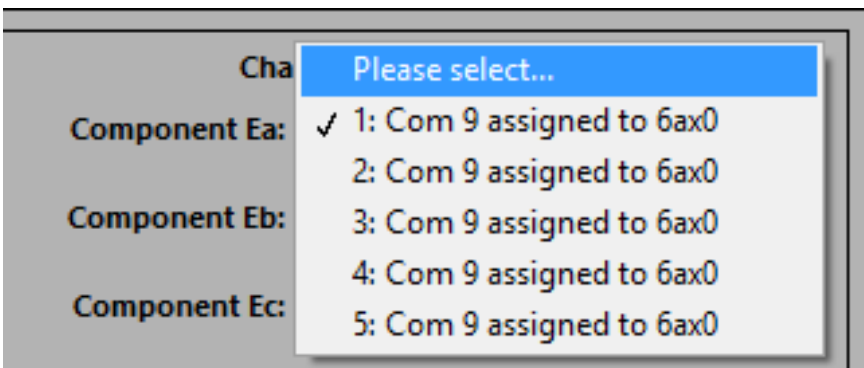 Cha
Please select...
Component Ea:
✓ 1: Com 9 assigned to 6ax0
2: Com 9 assigned to 6ax0
Component Eb:
3: Com 9 assigned to 6ax0
4: Com 9 assigned to 6ax0
Component Ec:
5: Com 9 assigned to 6ax0